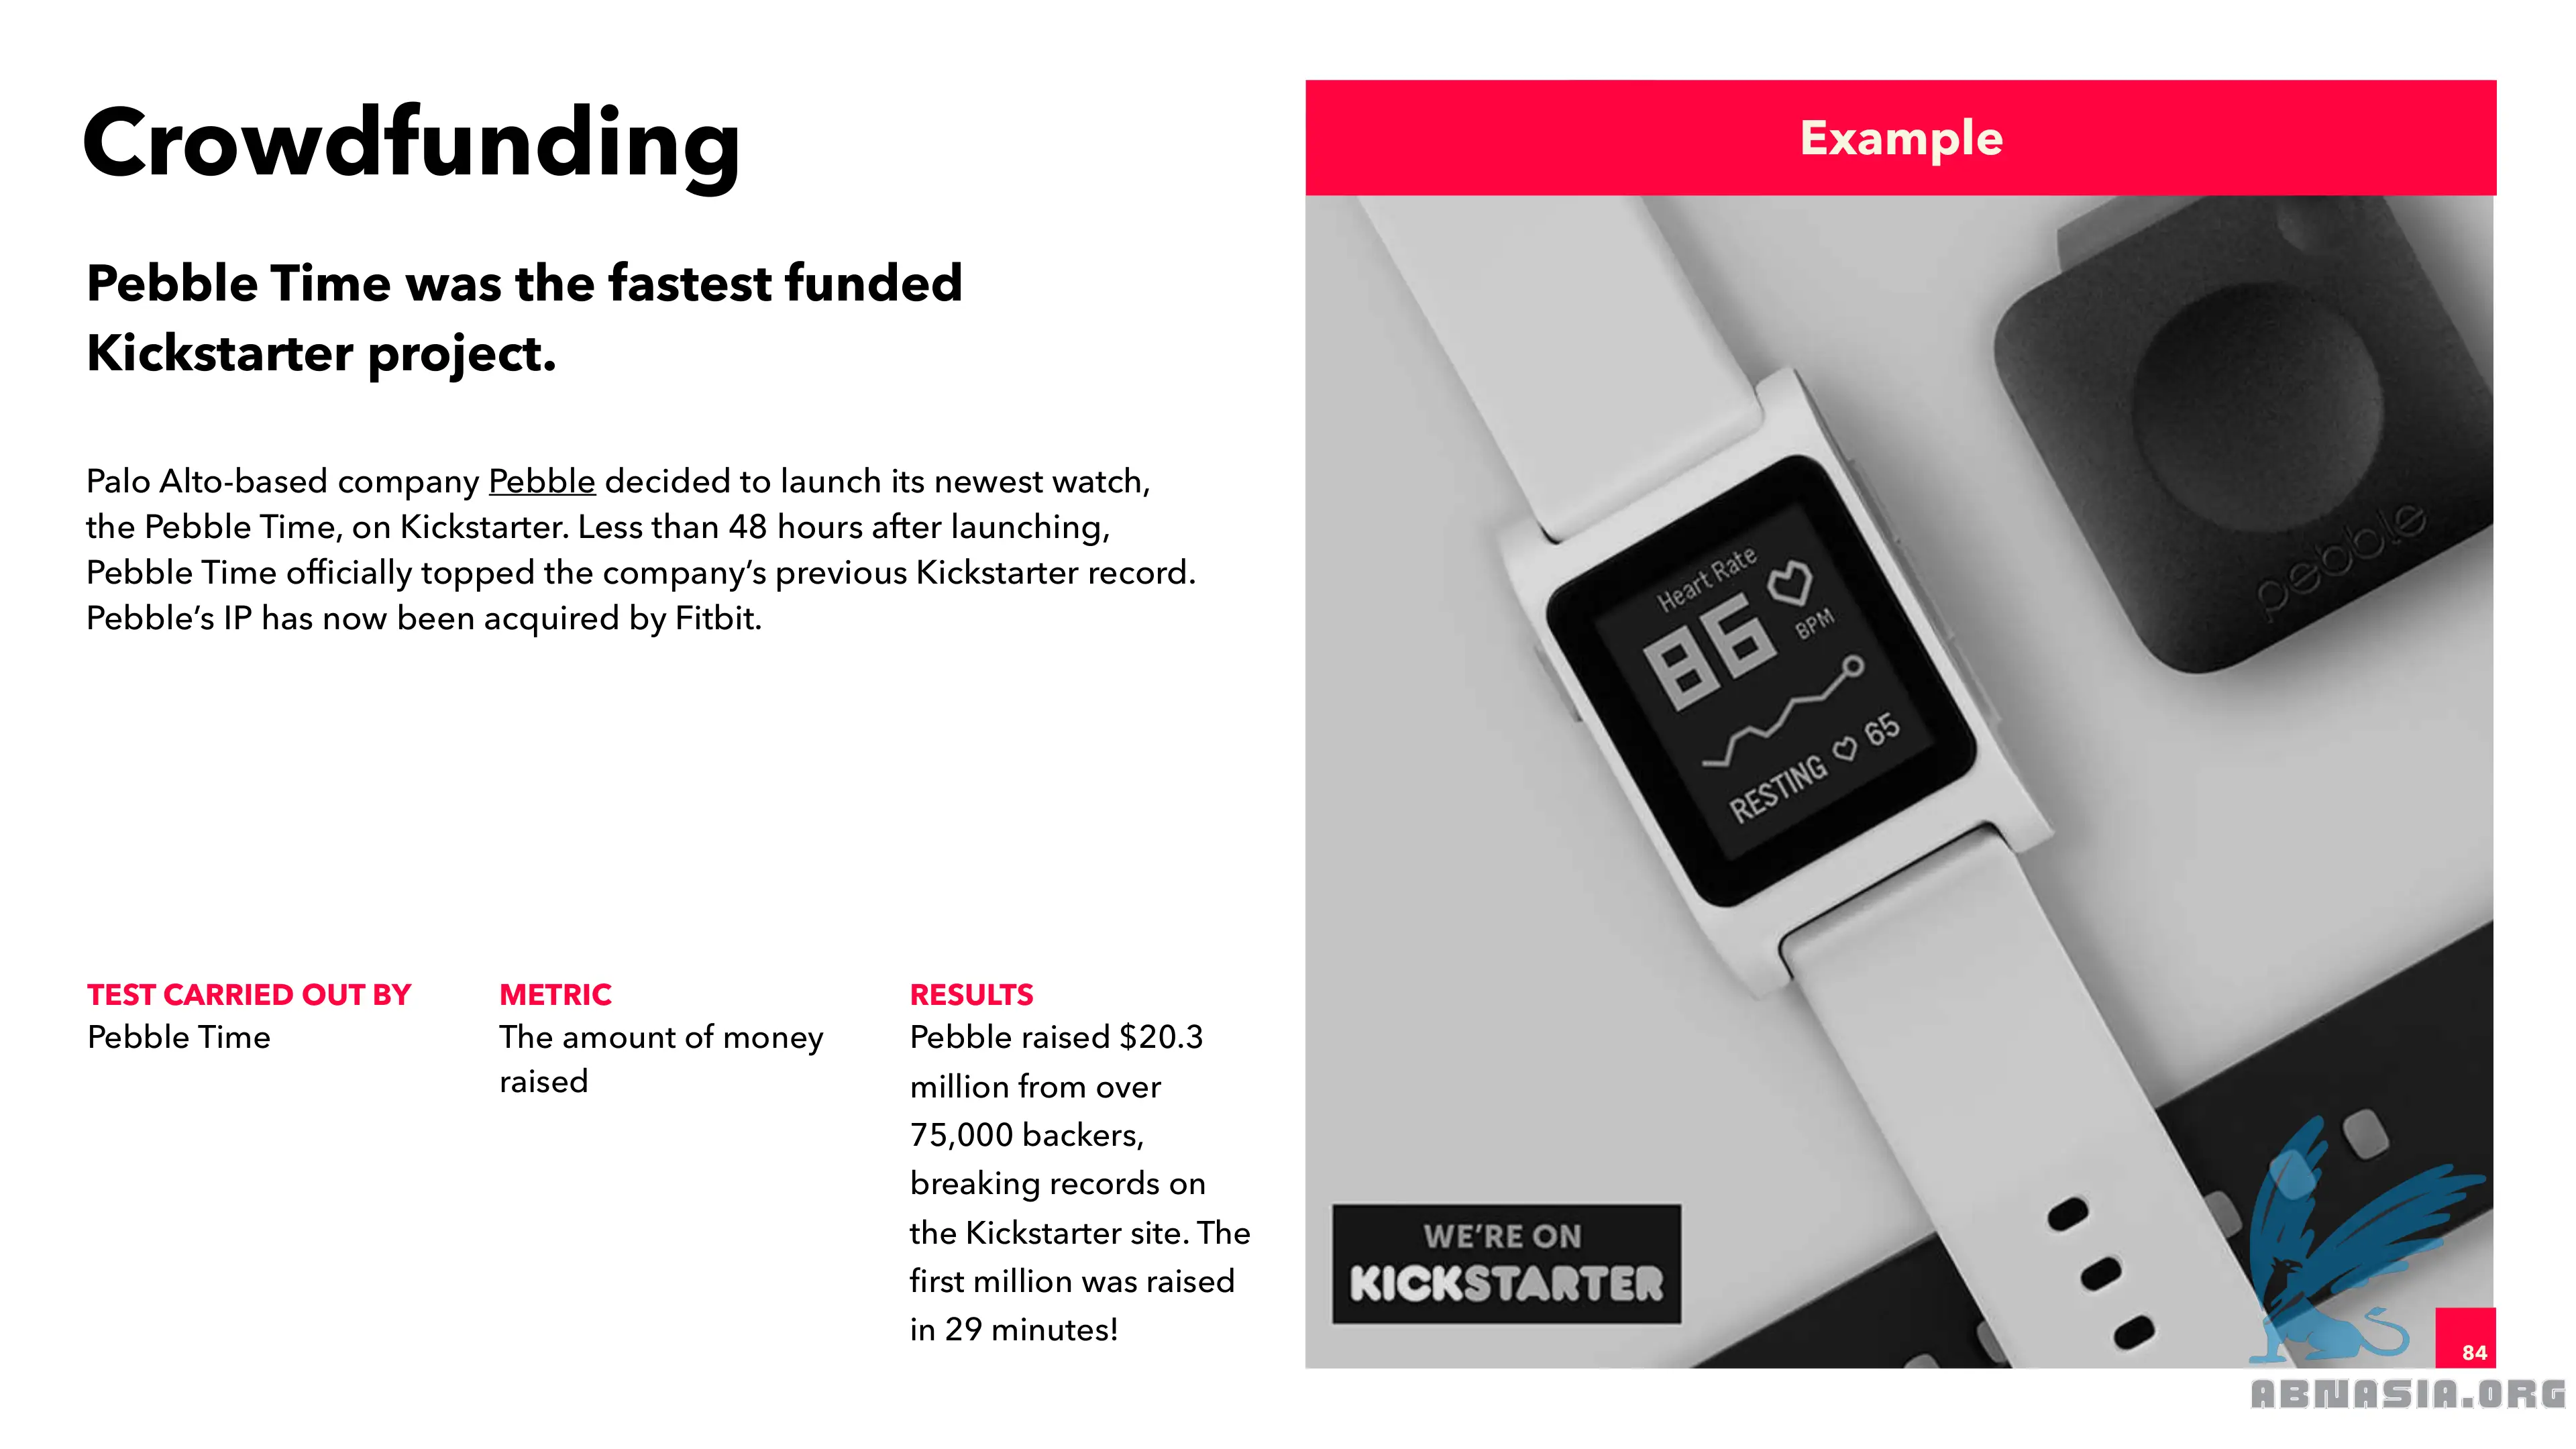 Crowdfunding
Pebble Time was the fastest funded
Kickstarter project.
Palo Alto-based company Pebble decided to launch its newest watch,
the Pebble Time, on Kickstarter. Less than 48 hours after launching,
Pebble Time officially topped the company’s previous Kickstarter record.
Pebble’s IP has now been acquired by Fitbit.
TEST CARRIED OUT BY
Pebble Time
METRIC
The amount of money
raised
RESULTS
Pebble raised $20.3
million from over
75,000 backers,
breaking records on
the Kickstarter site. The
first million was raised
in 29 minutes!
Example
pebble
Heart Rate
86 BPM
RESTING 65
WE’RE ON
KICKSTARTER
84
ABNASIA.ORG